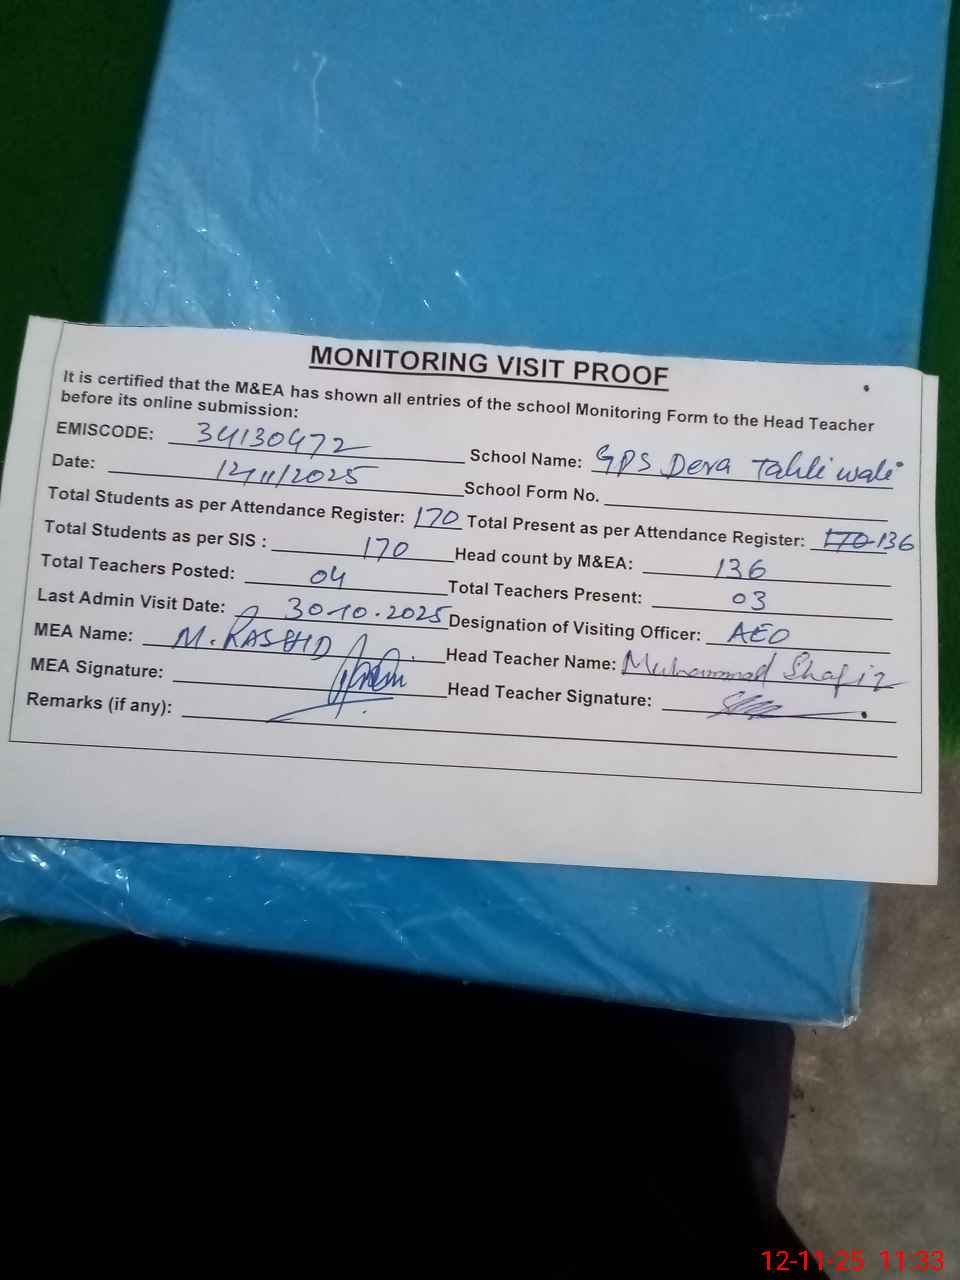 MONITORING VISIT PROOF
It is certified that the M&EA has shown all entries of the school Monitoring Form to the Head Teacher
before its online submission:
EMISCODE: 34130472 School Name: GPS Dera Tahli wali
Date: 12/11/2025 School Form No.
Total Students as per Attendance Register: 170 Total Present as per Attendance Register: 170 136
Total Students as per SIS : 170 Head count by M&EA: 136
Total Teachers Posted: 04 Total Teachers Present: 03
Last Admin Visit Date: 30-10-2025 Designation of Visiting Officer: AEO
MEA Name: M. RASHID Head Teacher Name: Muhammad Shafiz
MEA Signature: Head Teacher Signature:
Remarks (if any):
12-11-25 11:33